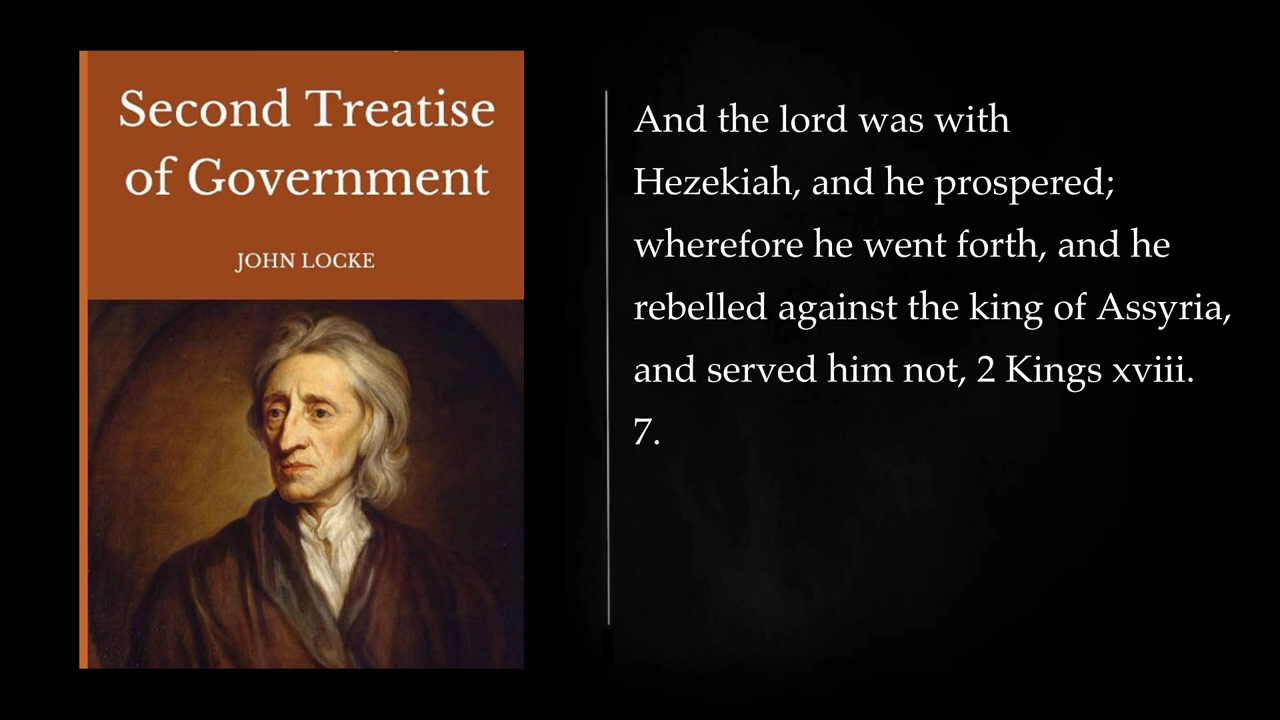 Second Treatise
of Government
JOHN LOCKE
And the lord was with
Hezekiah, and he prospered;
wherefore he went forth, and he
rebelled against the king of Assyria,
and served him not, 2 Kings xviii.
7.